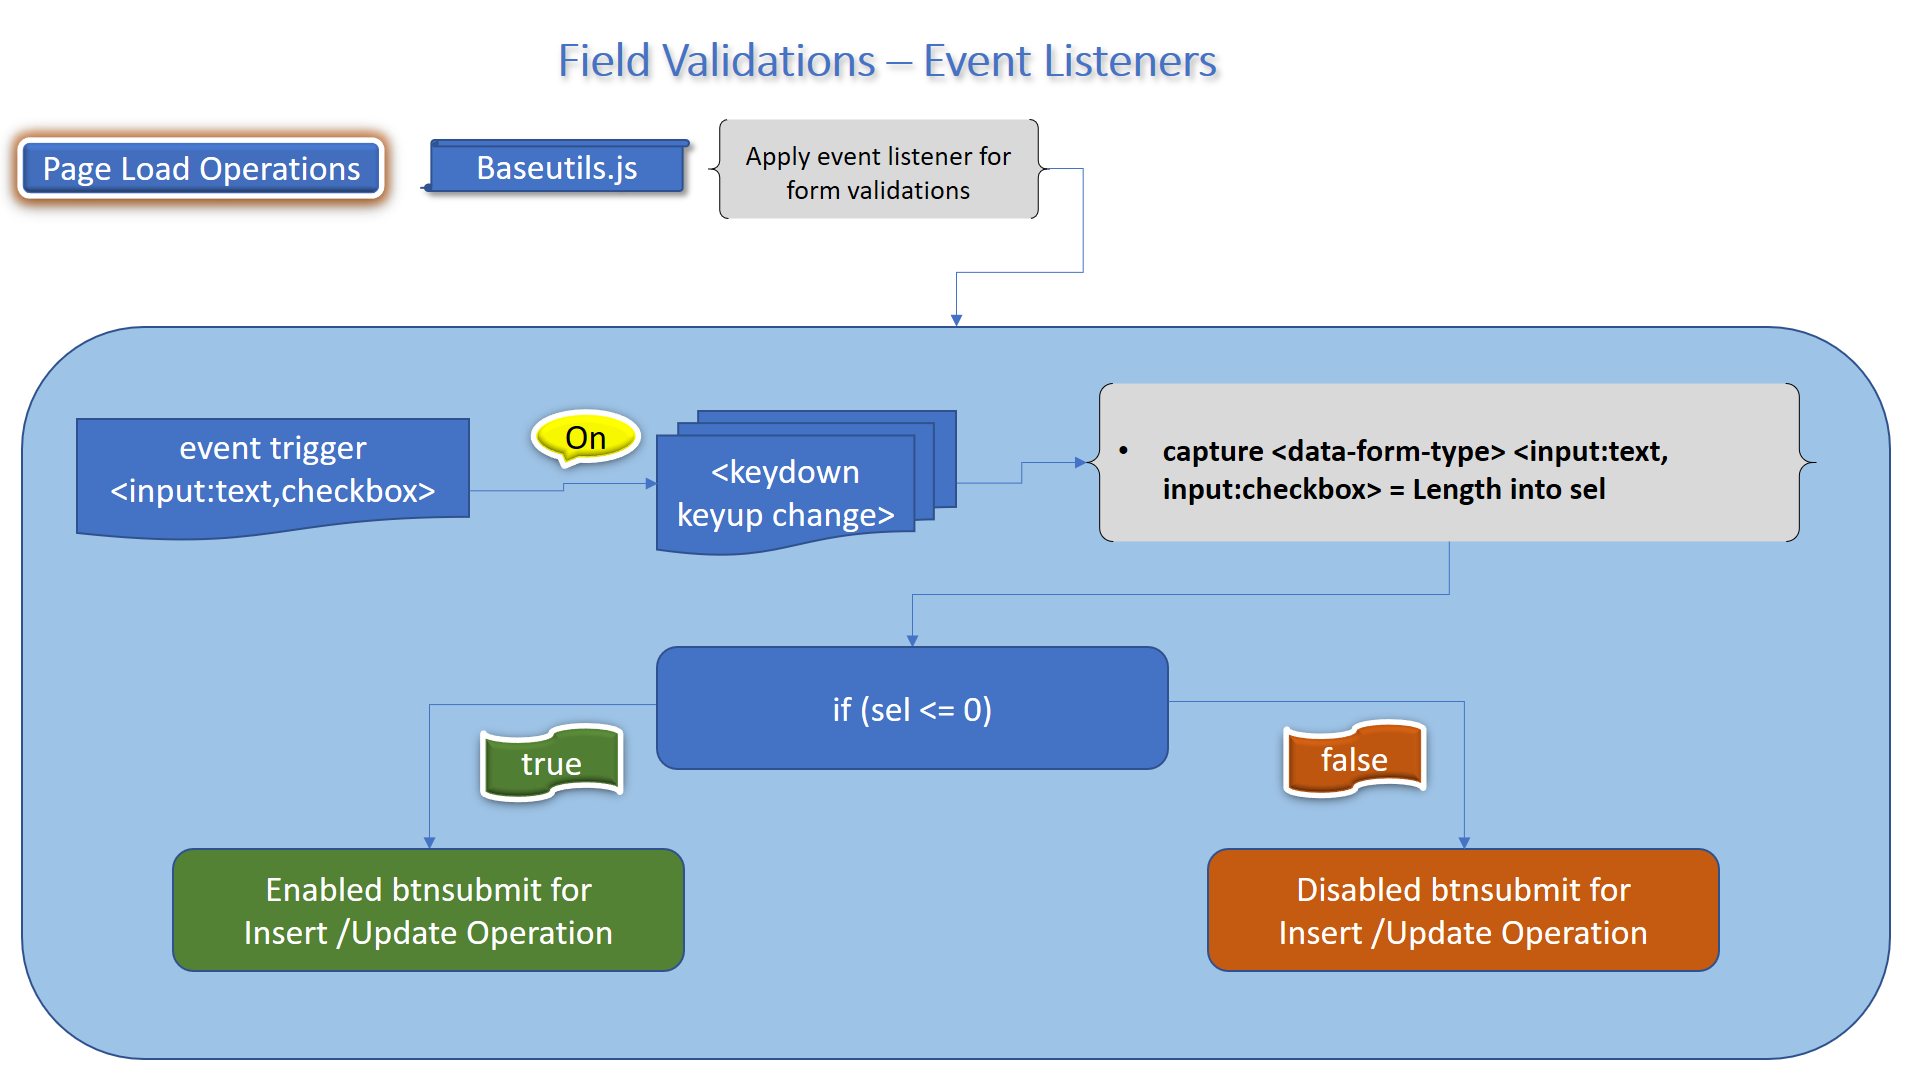 Field Validations – Event Listeners
Page Load Operations
Baseutils.js
Apply event listener for
form validations
event trigger
<input:text,checkbox>
On
<keydown
keyup change>
• capture <data-form-type> <input:text,
input:checkbox> = Length into sel
if (sel <= 0)
true
false
Enabled btnsubmit for
Insert /Update Operation
Disabled btnsubmit for
Insert /Update Operation